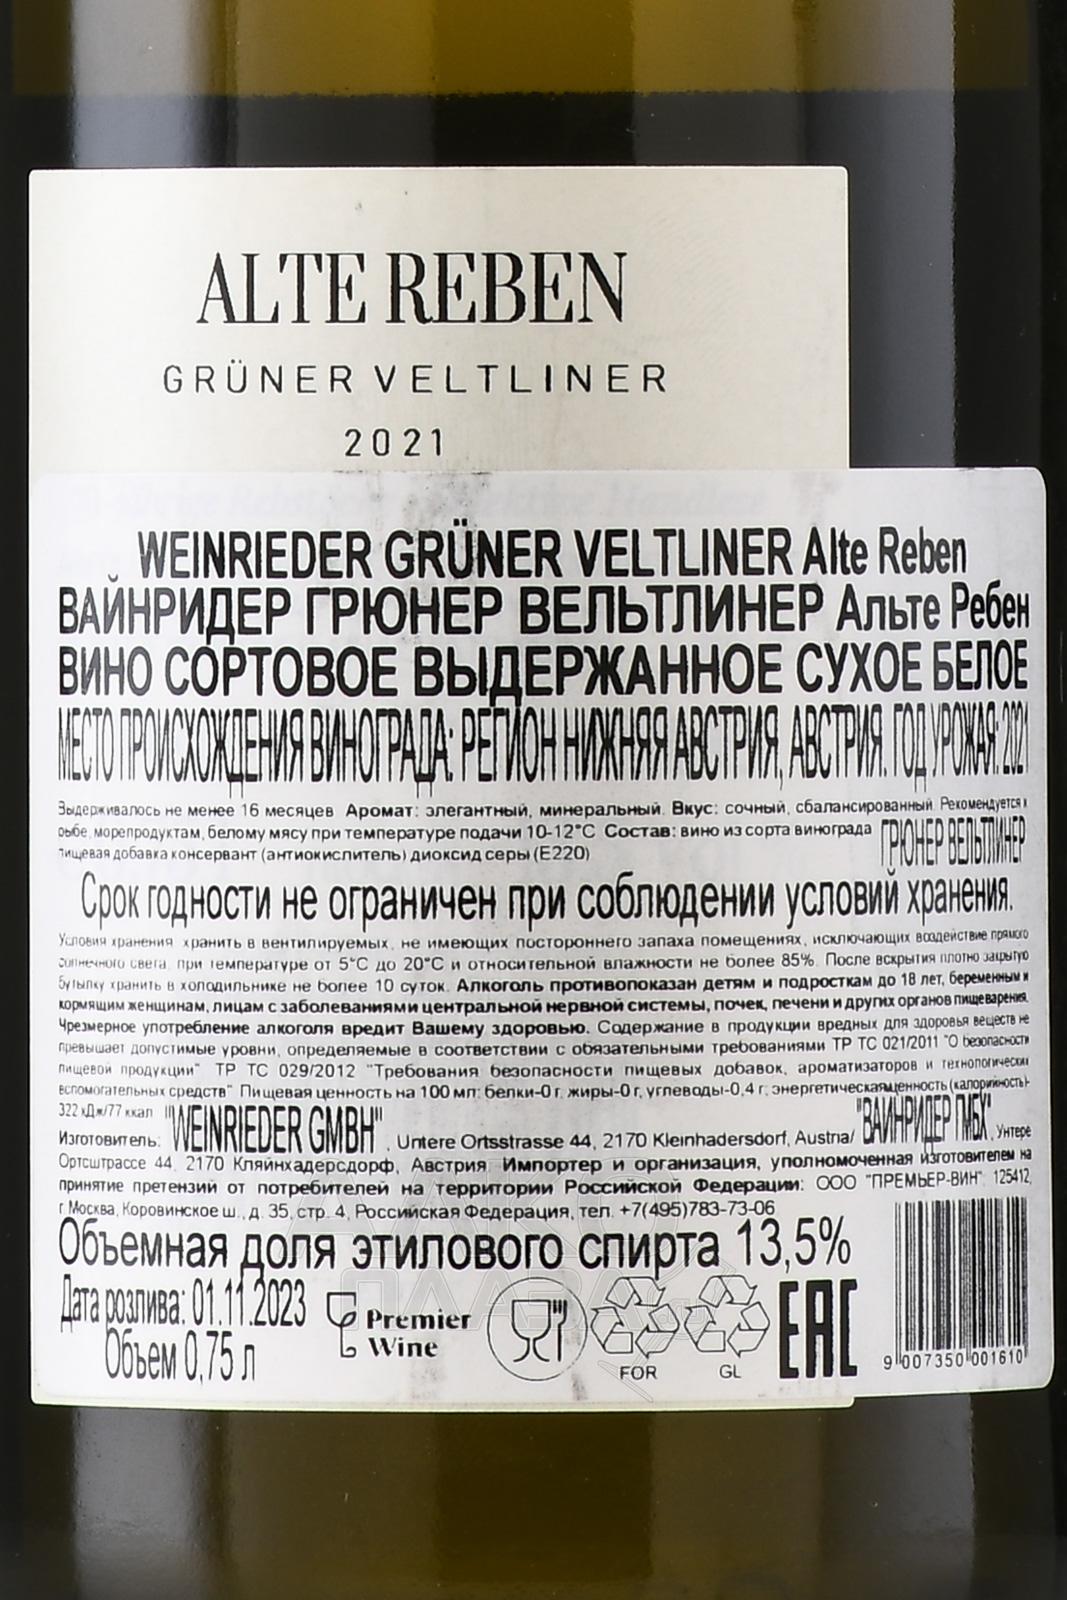 ALTE REBEN
GRÜNER VELTLINER
2021
WEINRIEDER GRÜNER VELTLINER Alte Reben
ВАЙНРИДЕР ГРЮНЕР ВЕЛЬТЛИНЕР Альте Ребен
ВИНО СОРТОВОЕ ВЫДЕРЖАННОЕ СУХОЕ БЕЛОЕ
МЕСТО ПРОИСХОЖДЕНИЯ ВИНОГРАДА: РЕГИОН НИЖНЯЯ АВСТРИЯ, АВСТРИЯ. ГОД УРОЖАЯ: 2021
Выдерживалось не менее 16 месяцев Аромат: элегантный, минеральный. Вкус: сочный, сбалансированный. Рекомендуется к
рыбе, морепродуктам, белому мясу при температуре подачи 10-12°С Состав: вино из сорта винограда ГРЮНЕР ВЕЛЬТЛИНЕР
пищевая добавка консервант (антиокислитель) диоксид серы (Е220)
Срок годности не ограничен при соблюдении условий хранения.
Условия хранения хранить в вентилируемых, не имеющих постороннего запаха помещениях, исключающих воздействие прямого
солнечного света, при температуре от 5°С до 20°С и относительной влажности не более 85%. После вскрытия плотно закрытую
бутылку хранить в холодильнике не более 10 суток. Алкоголь противопоказан детям и подросткам до 18 лет, беременным и
кормящим женщинам, лицам с заболеваниями центральной нервной системы, почек, печени и других органов пищеварения.
Чрезмерное употребление алкоголя вредит Вашему здоровью. Содержание в продукции вредных для здоровья веществ не
превышает допустимые уровни, определяемые в соответствии с обязательными требованиями ТР ТС 021/2011 "О безопасности
пищевой продукции" ТР ТС 029/2012 "Требования безопасности пищевых добавок, ароматизаторов и технологических
вспомогательных средств" Пищевая ценность на 100 мл: белки-0 г, жиры-0 г, углеводы-0,4 г, энергетическая ценность (калорийность)-
322 кДж/77 ккал
Изготовитель: "WEINRIEDER GMBH", Untere Ortsstrasse 44, 2170 Kleinhadersdorf, Austria/ "ВАЙНРИДЕР ГМБХ", Унтере
Ортсштрассе 44, 2170 Кляйнхадерсдорф, Австрия. Импортер и организация, уполномоченная изготовителем на
принятие претензий от потребителей на территории Российской Федерации: ООО "ПРЕМЬЕР-ВИН" 125412,
г. Москва, Коровинское ш., д. 35, стр. 4, Российская Федерация, тел. +7(495)783-73-06
Объемная доля этилового спирта 13,5%
Дата розлива: 01.11.2023
Объем 0,75 л
Premier
Wine
FOR
GL
EAC
9 007350 001610